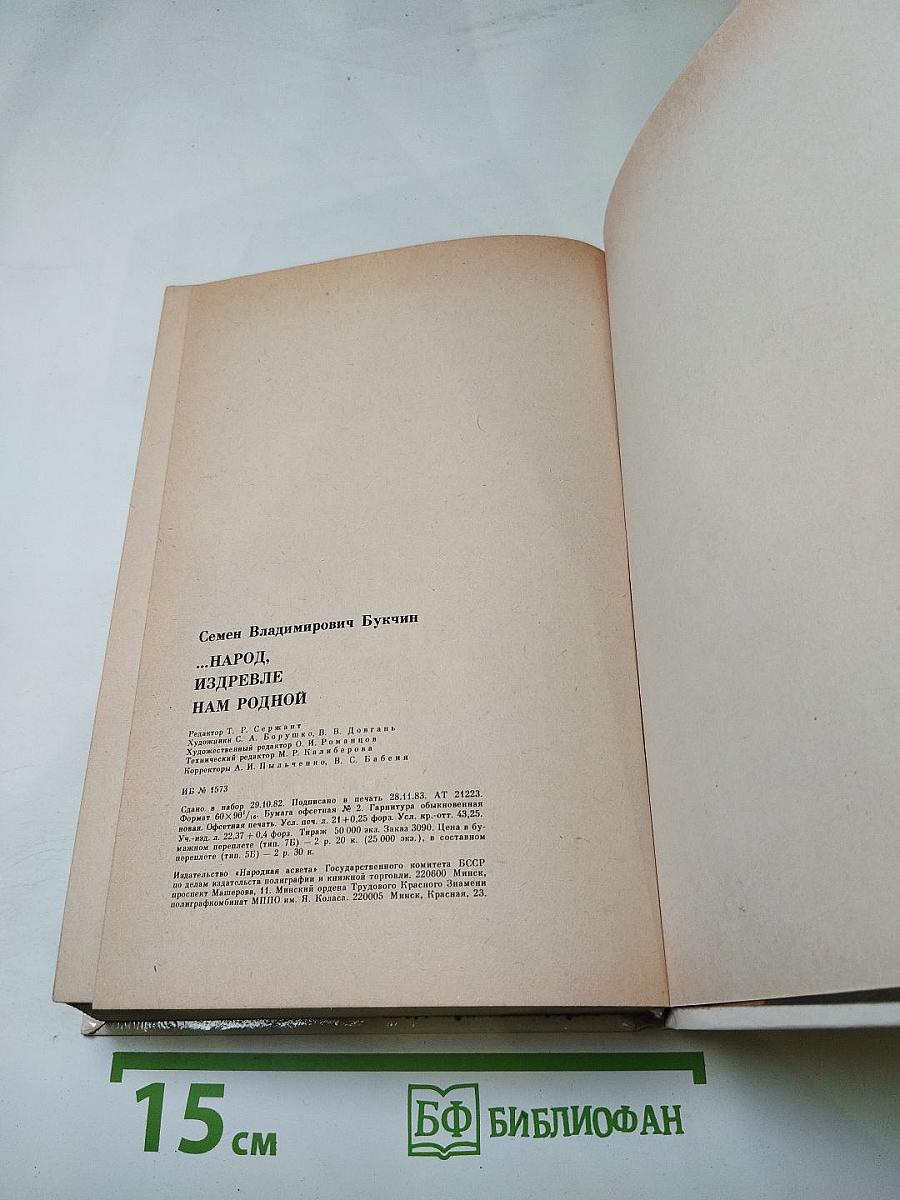 Семен Владимирович Букчин
...НАРОД,
ИЗДРЕВЛЕ
НАМ РОДНОЙ
Редактор Т. Р. Сержант
Художники С. А. Борушко, В. В. Довгань
Художественный редактор О. И. Романцов
Технический редактор М. Р. Калиберова
Корректоры А. И. Пыльченко, В. С. Бабеня
ИБ № 1573
Сдано в набор 29.10.82. Подписано в печать 28.11.83. АТ 21223.
Формат 60×90¹/₁₆. Бумага офсетная № 2. Гарнитура обыкновенная
новая. Офсетная печать. Усл. печ. л. 21+0,25 форз. Усл. кр.-отт. 43,25.
Уч.-изд. л. 22,37 + 0,4 форз. Тираж 50 000 экз. Заказ 3090. Цена в бу-
мажном переплете (тип. 7Б) — 2 р. 20 к. (25 000 экз.), в составном
переплете (тип. 5Б) — 2 р. 30 к.
Издательство «Народная асвета» Государственного комитета БССР
по делам издательств полиграфии и книжной торговли. 220600 Минск,
проспект Машерова, 11. Минский ордена Трудового Красного Знамени
полиграфкомбинат МППО им. Я. Коласа. 220005 Минск, Красная, 23.
15 см
БФ БИБЛИОФАН